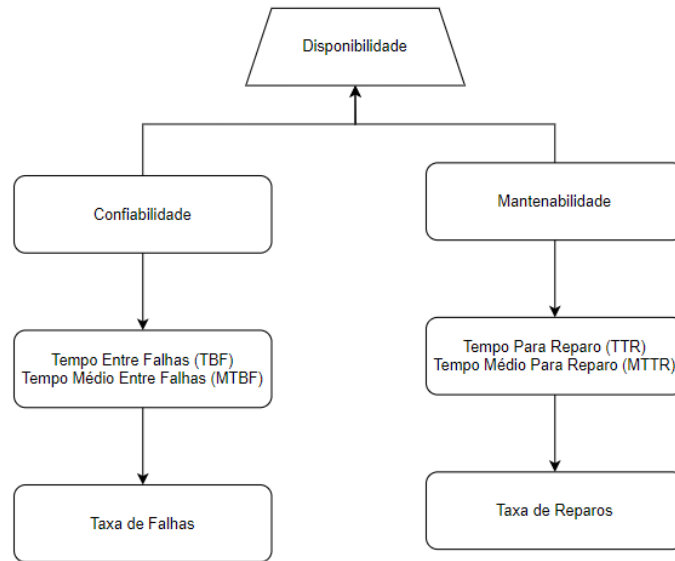 Disponibilidade
Confiabilidade
Mantenabilidade
Tempo Entre Falhas (TBF)
Tempo Médio Entre Falhas (MTBF)
Tempo Para Reparo (TTR)
Tempo Médio Para Reparo (MTTR)
Taxa de Falhas
Taxa de Reparos